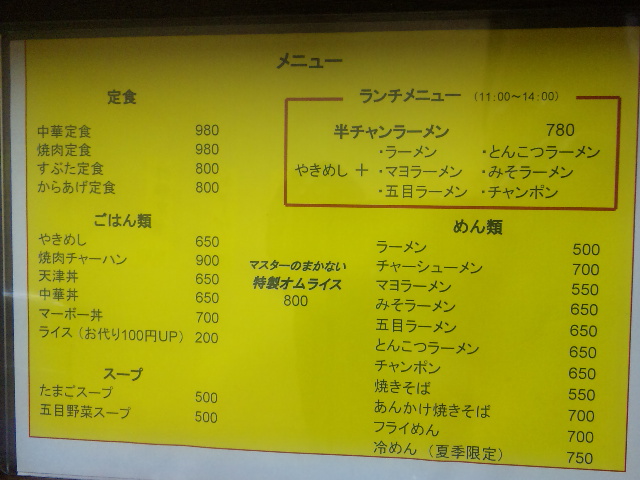 メニュー
定食
中華定食 980
焼肉定食 980
すぶた定食 800
からあげ定食 800
ランチメニュー (11:00〜14:00)
半チャンラーメン 780
やきめし + ・ラーメン ・とんこつラーメン
・マヨラーメン ・みそラーメン
・五目ラーメン ・チャンポン
ごはん類
やきめし 650
焼肉チャーハン 900
天津丼 650
中華丼 650
マーボー丼 700
ライス(お代り100円UP) 200
マスターのまかない
特製オムライス
800
スープ
たまごスープ 500
五目野菜スープ 500
めん類
ラーメン 500
チャーシューメン 700
マヨラーメン 550
みそラーメン 650
五目ラーメン 650
とんこつラーメン 650
チャンポン 650
焼きそば 550
あんかけ焼きそば 700
フライめん 700
冷めん(夏季限定) 750